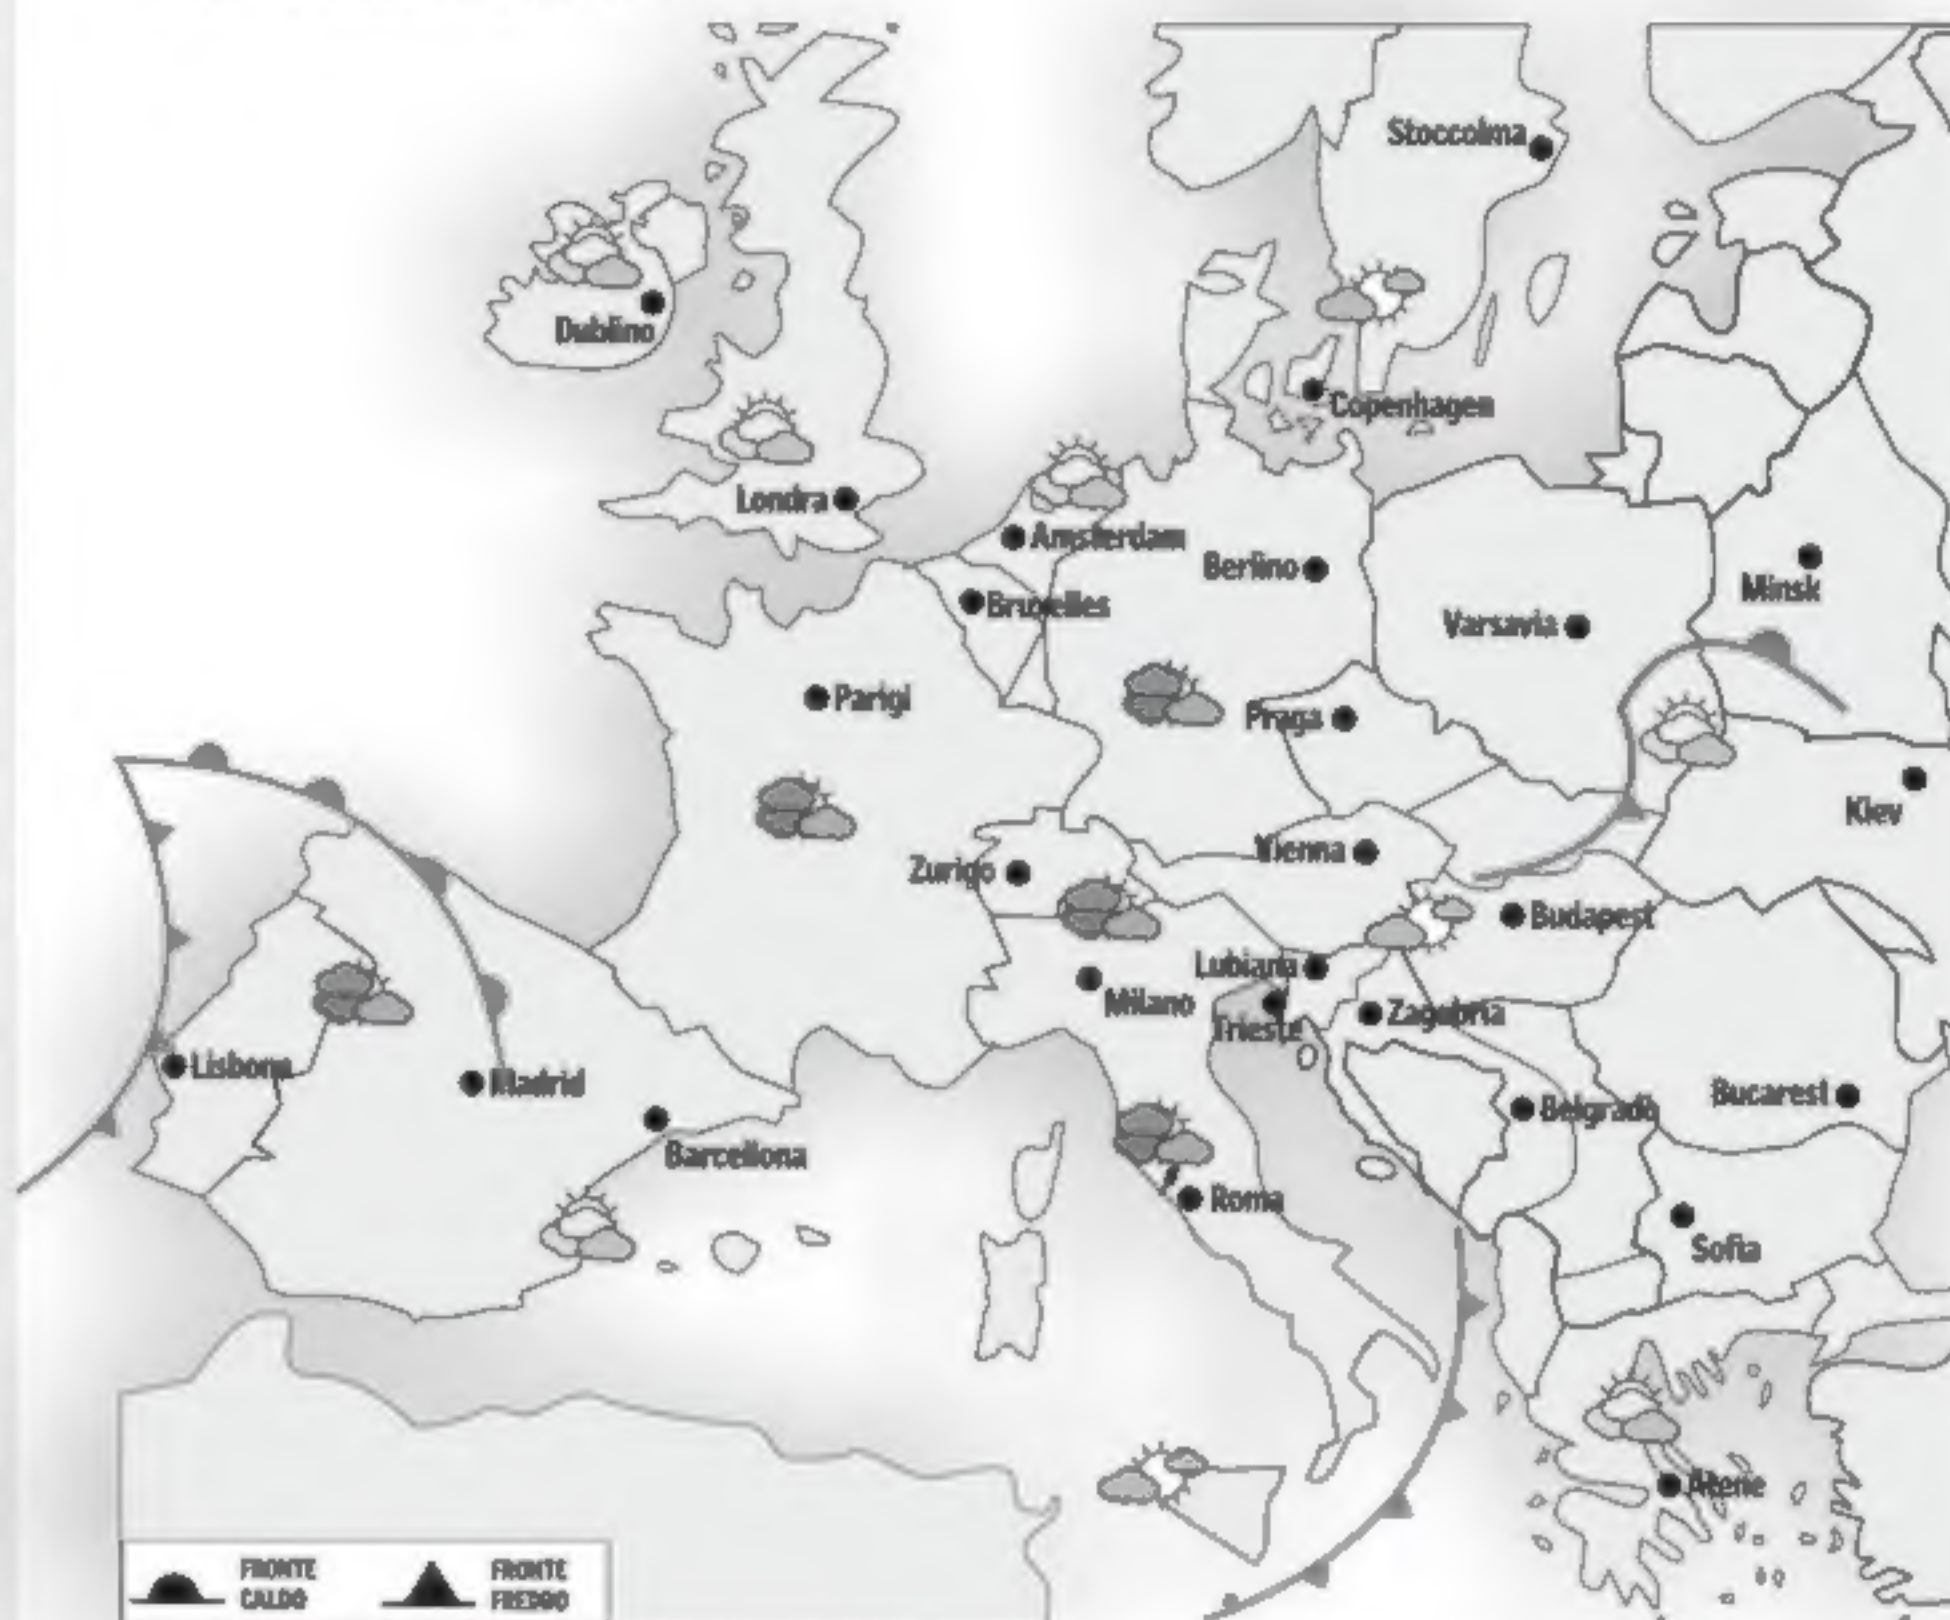 Stoccolma
Dublino
Copenhagen
Londra
Amsterdam
Berlino
Bruxelles
Minsk
Varsavia
Parigi
Praga
Kiev
Vienna
Zurigo
Budapest
Lubiana
Milano
Zagabria
Trieste
Lisbona
Madrid
Bucarest
Belgrado
Barcellona
Roma
Sofia
Atene
FRONTE
CALDO
FRONTE
FREDDO